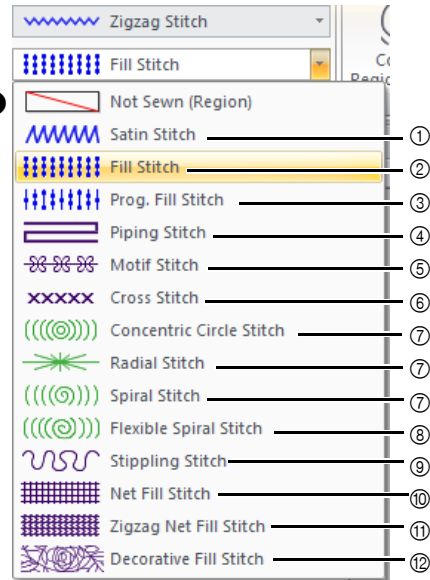 Zigzag Stitch
Fill Stitch
Not Sewn (Region)
Satin Stitch ①
Fill Stitch ②
Prog. Fill Stitch ③
Piping Stitch ④
Motif Stitch ⑤
Cross Stitch ⑥
Concentric Circle Stitch ⑦
Radial Stitch ⑦
Spiral Stitch ⑦
Flexible Spiral Stitch ⑧
Stippling Stitch ⑨
Net Fill Stitch ⑩
Zigzag Net Fill Stitch ⑪
Decorative Fill Stitch ⑫